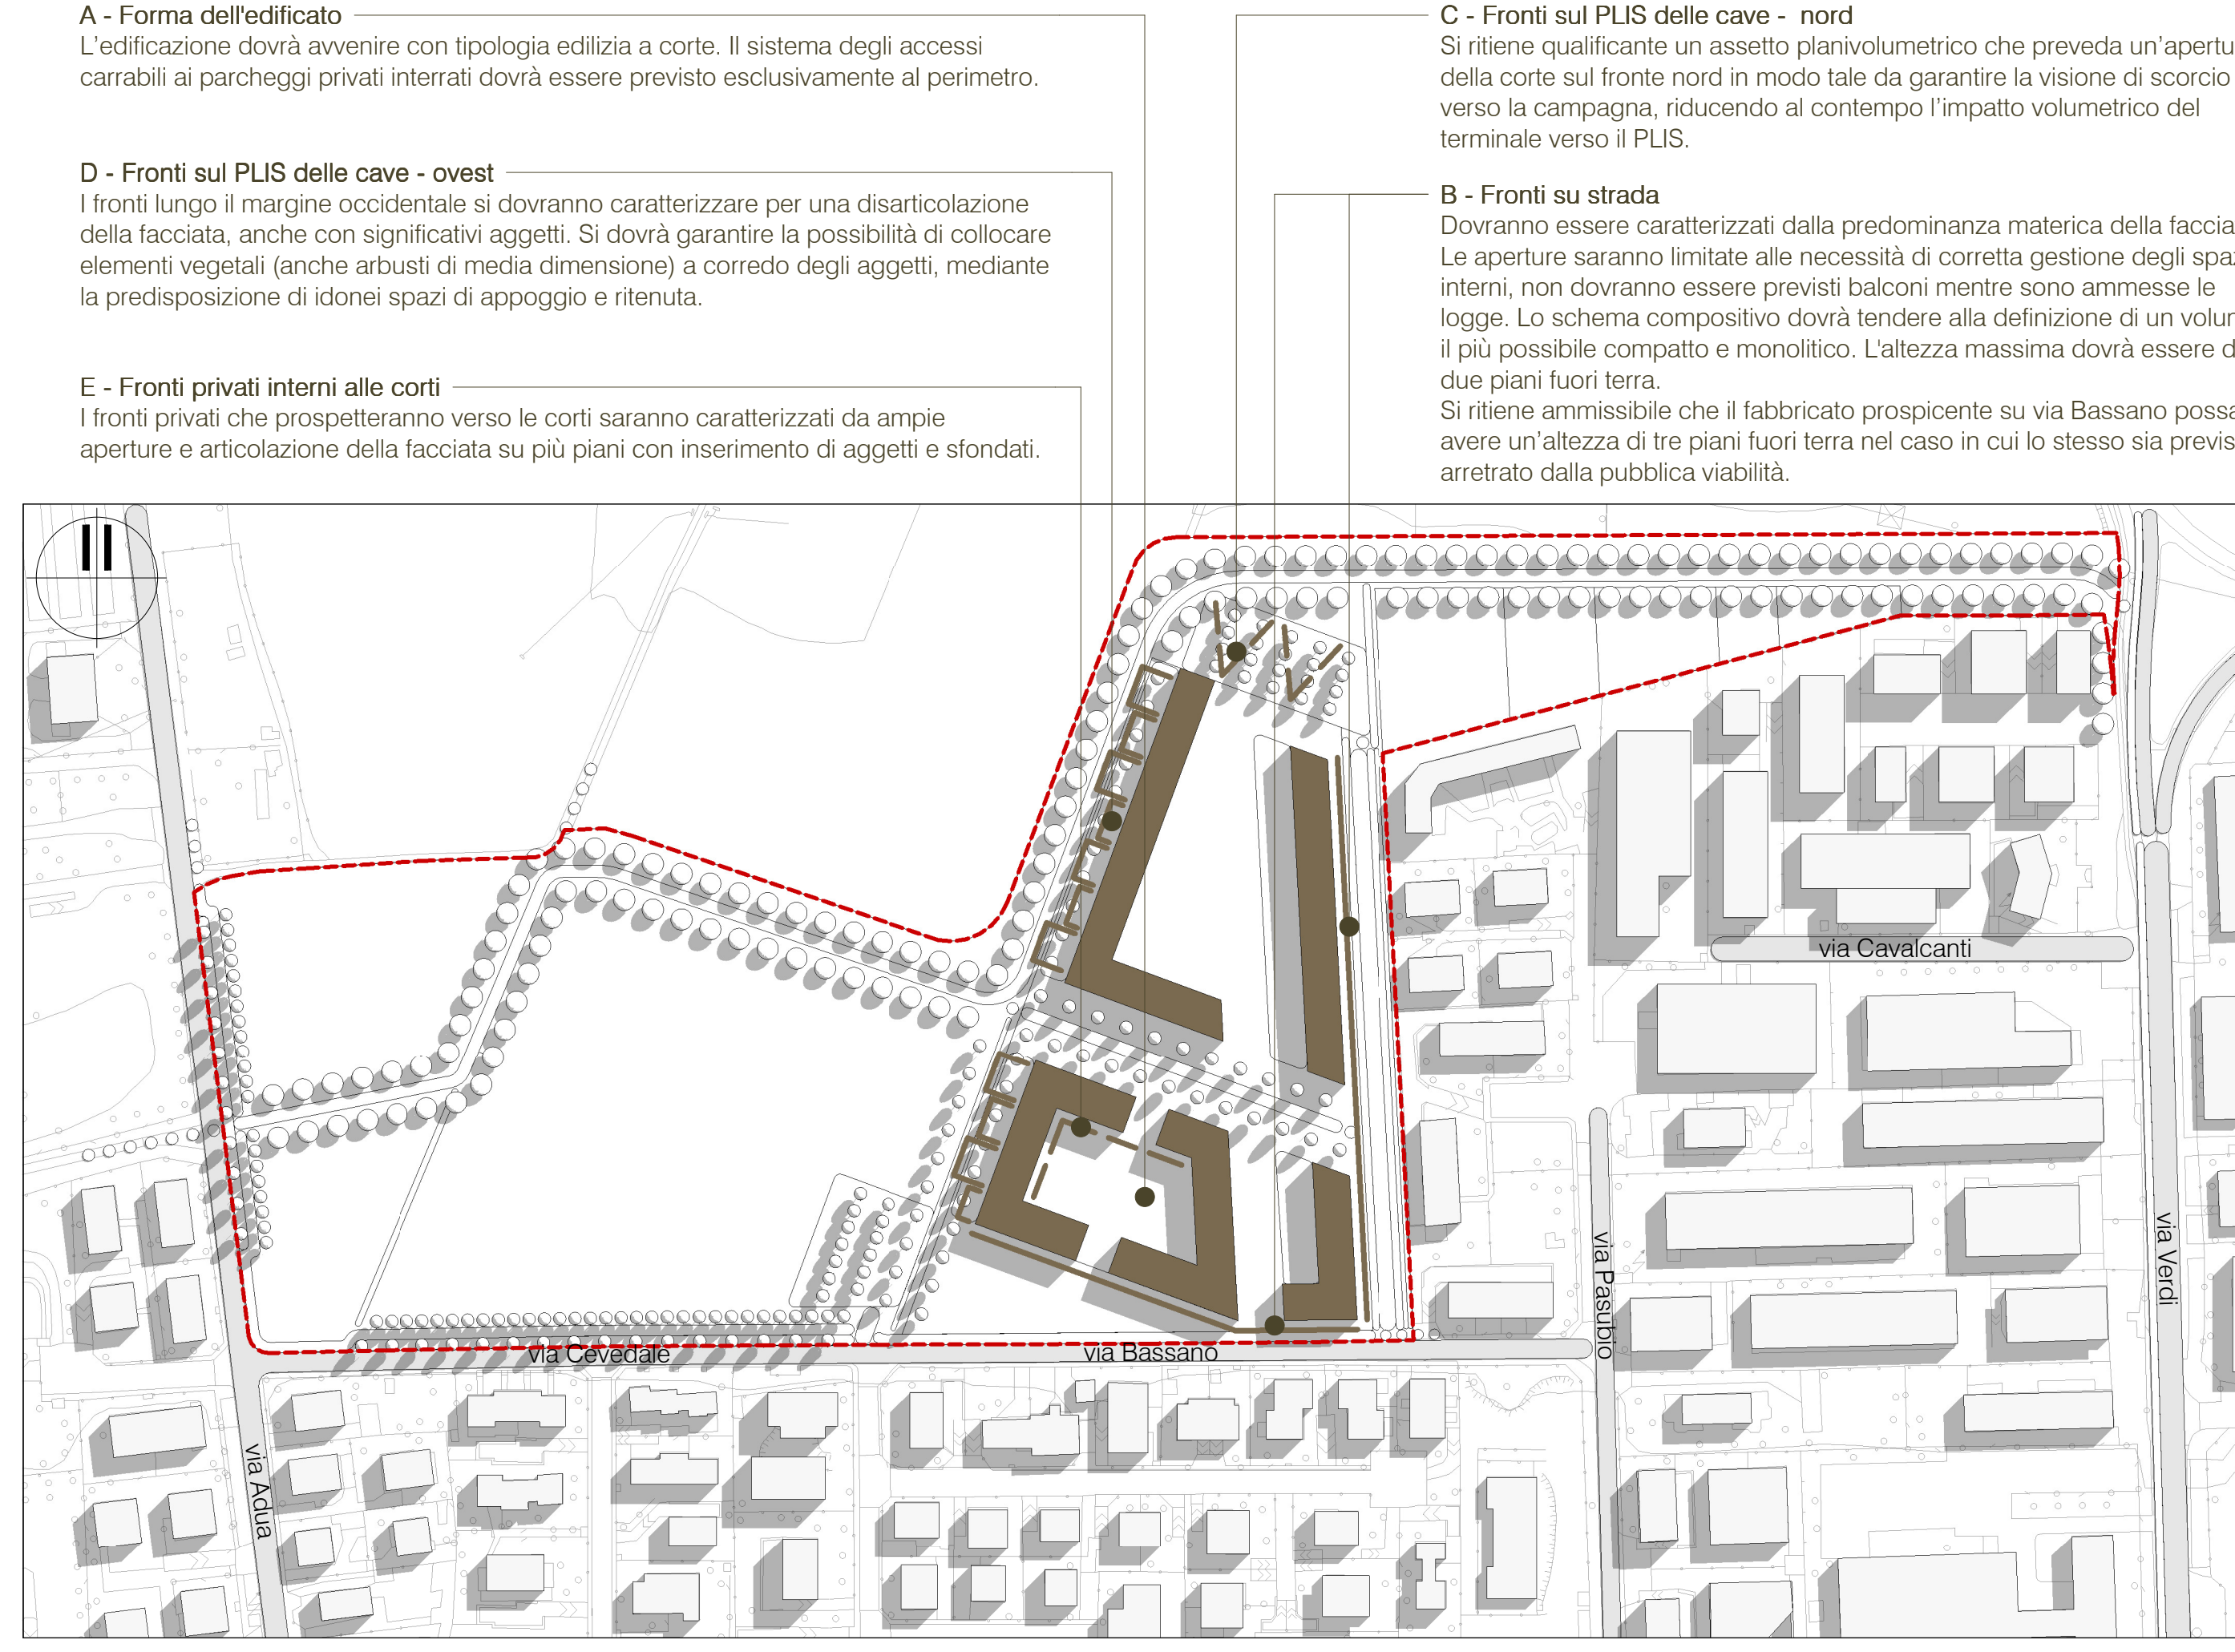 A - Forma dell'edificato
L’edificazione dovrà avvenire con tipologia edilizia a corte. Il sistema degli accessi
carrabili ai parcheggi privati interrati dovrà essere previsto esclusivamente al perimetro.
D - Fronti sul PLIS delle cave - ovest
I fronti lungo il margine occidentale si dovranno caratterizzare per una disarticolazione
della facciata, anche con significativi aggetti. Si dovrà garantire la possibilità di collocare
elementi vegetali (anche arbusti di media dimensione) a corredo degli aggetti, mediante
la predisposizione di idonei spazi di appoggio e ritenuta.
E - Fronti privati interni alle corti
I fronti privati che prospetteranno verso le corti saranno caratterizzati da ampie
aperture e articolazione della facciata su più piani con inserimento di aggetti e sfondati.
C - Fronti sul PLIS delle cave - nord
Si ritiene qualificante un assetto planivolumetrico che preveda un’apertu
della corte sul fronte nord in modo tale da garantire la visione di scorcio
verso la campagna, riducendo al contempo l’impatto volumetrico del
terminale verso il PLIS.
B - Fronti su strada
Dovranno essere caratterizzati dalla predominanza materica della faccia
Le aperture saranno limitate alle necessità di corretta gestione degli spa
interni, non dovranno essere previsti balconi mentre sono ammesse le
logge. Lo schema compositivo dovrà tendere alla definizione di un volu
il più possibile compatto e monolitico. L'altezza massima dovrà essere d
due piani fuori terra.
Si ritiene ammissibile che il fabbricato prospicente su via Bassano possa
avere un’altezza di tre piani fuori terra nel caso in cui lo stesso sia previs
arretrato dalla pubblica viabilità.
via Cavalcanti
via Verdi
via Pasubio
via Cevedale
via Bassano
via Adua